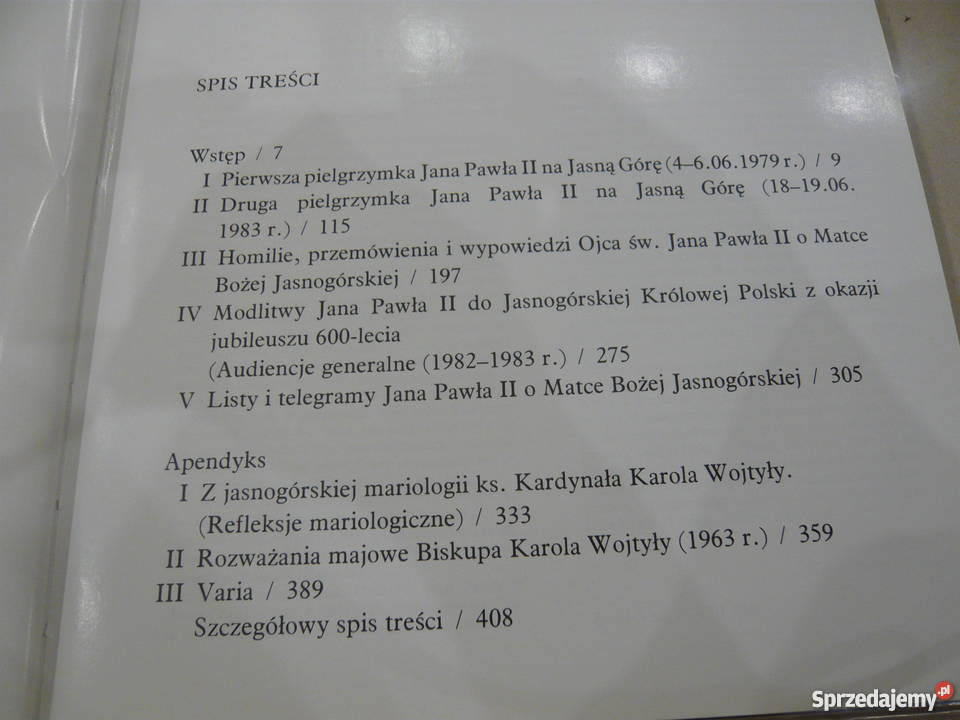 SPIS TREŚCI
Wstęp / 7
I Pierwsza pielgrzymka Jana Pawła II na Jasną Górę (4–6.06.1979 r.) / 9
II Druga pielgrzymka Jana Pawła II na Jasną Górę (18–19.06.
1983 r.) / 115
III Homilie, przemówienia i wypowiedzi Ojca św. Jana Pawła II o Matce
Bożej Jasnogórskiej / 197
IV Modlitwy Jana Pawła II do Jasnogórskiej Królowej Polski z okazji
jubileuszu 600-lecia
(Audiencje generalne (1982–1983 r.) / 275
V Listy i telegramy Jana Pawła II o Matce Bożej Jasnogórskiej / 305
Apendyks
I Z jasnogórskiej mariologii ks. Kardynała Karola Wojtyły.
(Refleksje mariologiczne) / 333
II Rozważania majowe Biskupa Karola Wojtyły (1963 r.) / 359
III Varia / 389
Szczegółowy spis treści / 408
Sprzedajemy.pl